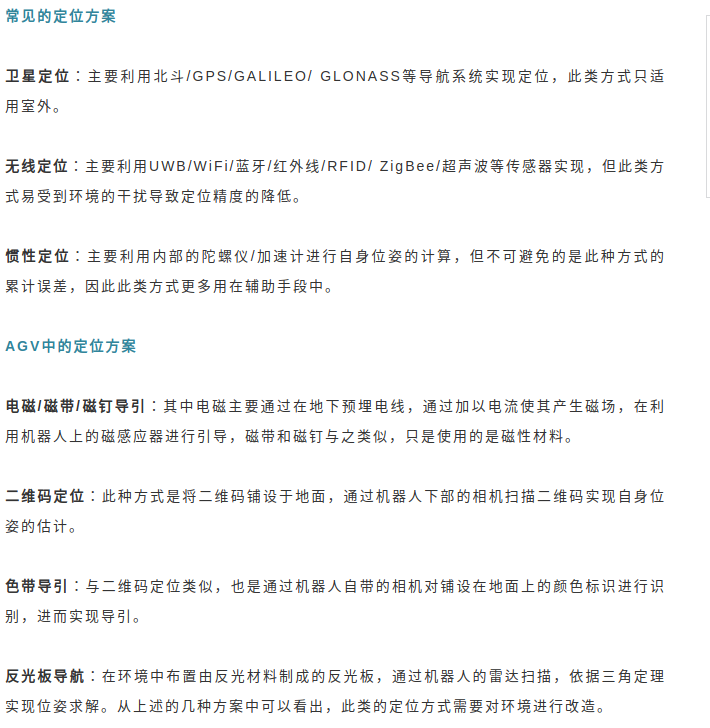 常见的定位方案
卫星定位：主要利用北斗/GPS/GALILEO/ GLONASS等导航系统实现定位，此类方式只适
用室外。
无线定位：主要利用UWB/WiFi/蓝牙/红外线/RFID/ ZigBee/超声波等传感器实现，但此类方
式易受到环境的干扰导致定位精度的降低。
惯性定位：主要利用内部的陀螺仪/加速计进行自身位姿的计算，但不可避免的是此种方式的
累计误差，因此此类方式更多用在辅助手段中。
AGV中的定位方案
电磁/磁带/磁钉导引：其中电磁主要通过在地下预埋电线，通过加以电流使其产生磁场，在利
用机器人上的磁感应器进行引导，磁带和磁钉与之类似，只是使用的是磁性材料。
二维码定位：此种方式是将二维码铺设于地面，通过机器人下部的相机扫描二维码实现自身位
姿的估计。
色带导引：与二维码定位类似，也是通过机器人自带的相机对铺设在地面上的颜色标识进行识
别，进而实现导引。
反光板导航：在环境中布置由反光材料制成的反光板，通过机器人的雷达扫描，依据三角定理
实现位姿求解。从上述的几种方案中可以看出，此类的定位方式需要对环境进行改造。